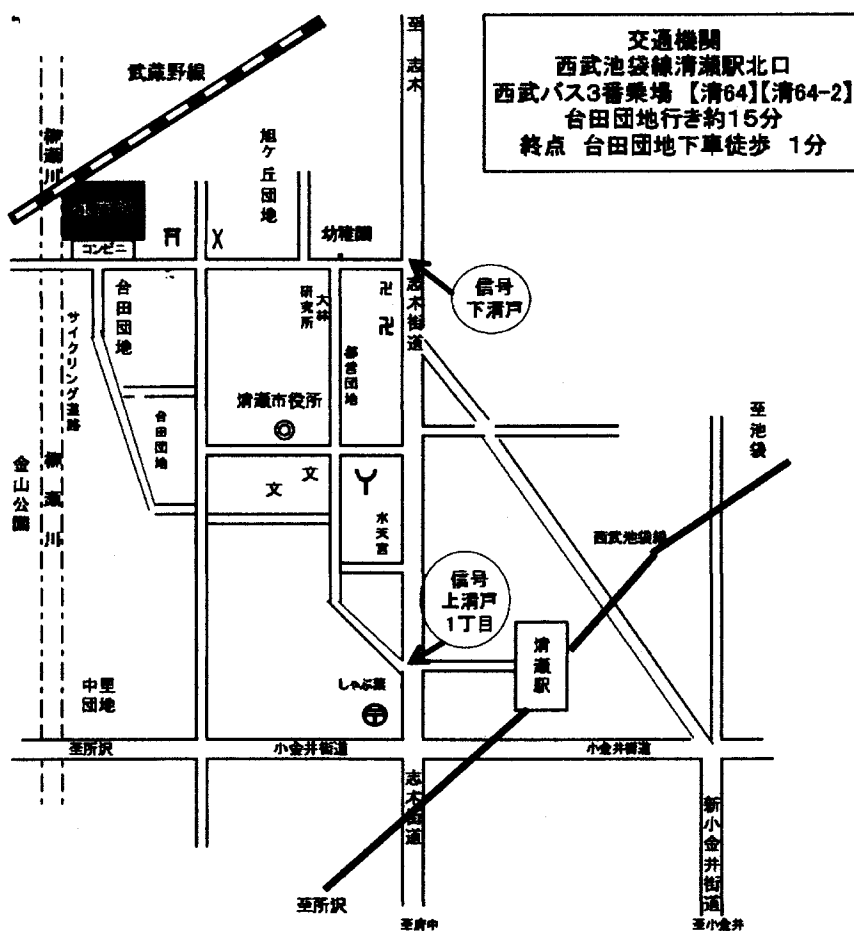 交通機関
西武池袋線清瀬駅北口
西武バス3番乗場 【清64】【清64-2】
台田団地行き約15分
終点 台田団地下車徒歩 1分
至 志木
武蔵野線
柳瀬川
旭ケ丘団地
幼稚園
コンビニ
信号
下清戸
志木街道
台田団地
サイクリング道路
大林
研究所
卍
卍
都営団地
清瀬市役所
台田団地
至池袋
金山公園
柳瀬川
文
文
水天宮
西武池袋線
信号
上清戸
1丁目
清瀬駅
しゃぶ葉
中里
団地
至所沢
小金井街道
小金井街道
志木街道
新小金井街道
至所沢
至府中
至小金井